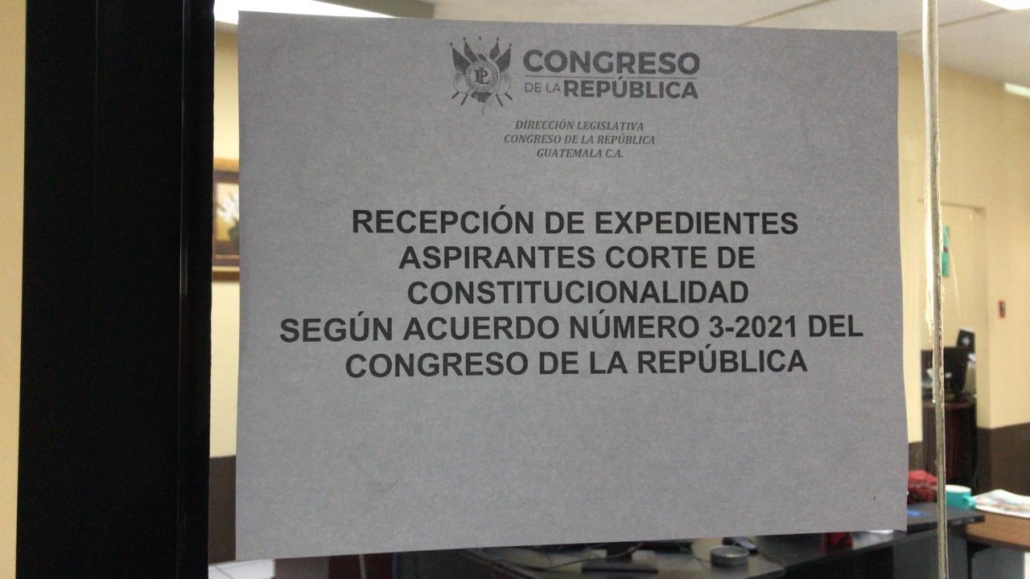 CONGRESO
DE LA REPÚBLICA
DIRECCIÓN LEGISLATIVA
CONGRESO DE LA REPÚBLICA
GUATEMALA C.A.
RECEPCIÓN DE EXPEDIENTES
ASPIRANTES CORTE DE
CONSTITUCIONALIDAD
SEGÚN ACUERDO NÚMERO 3-2021 DEL
CONGRESO DE LA REPÚBLICA